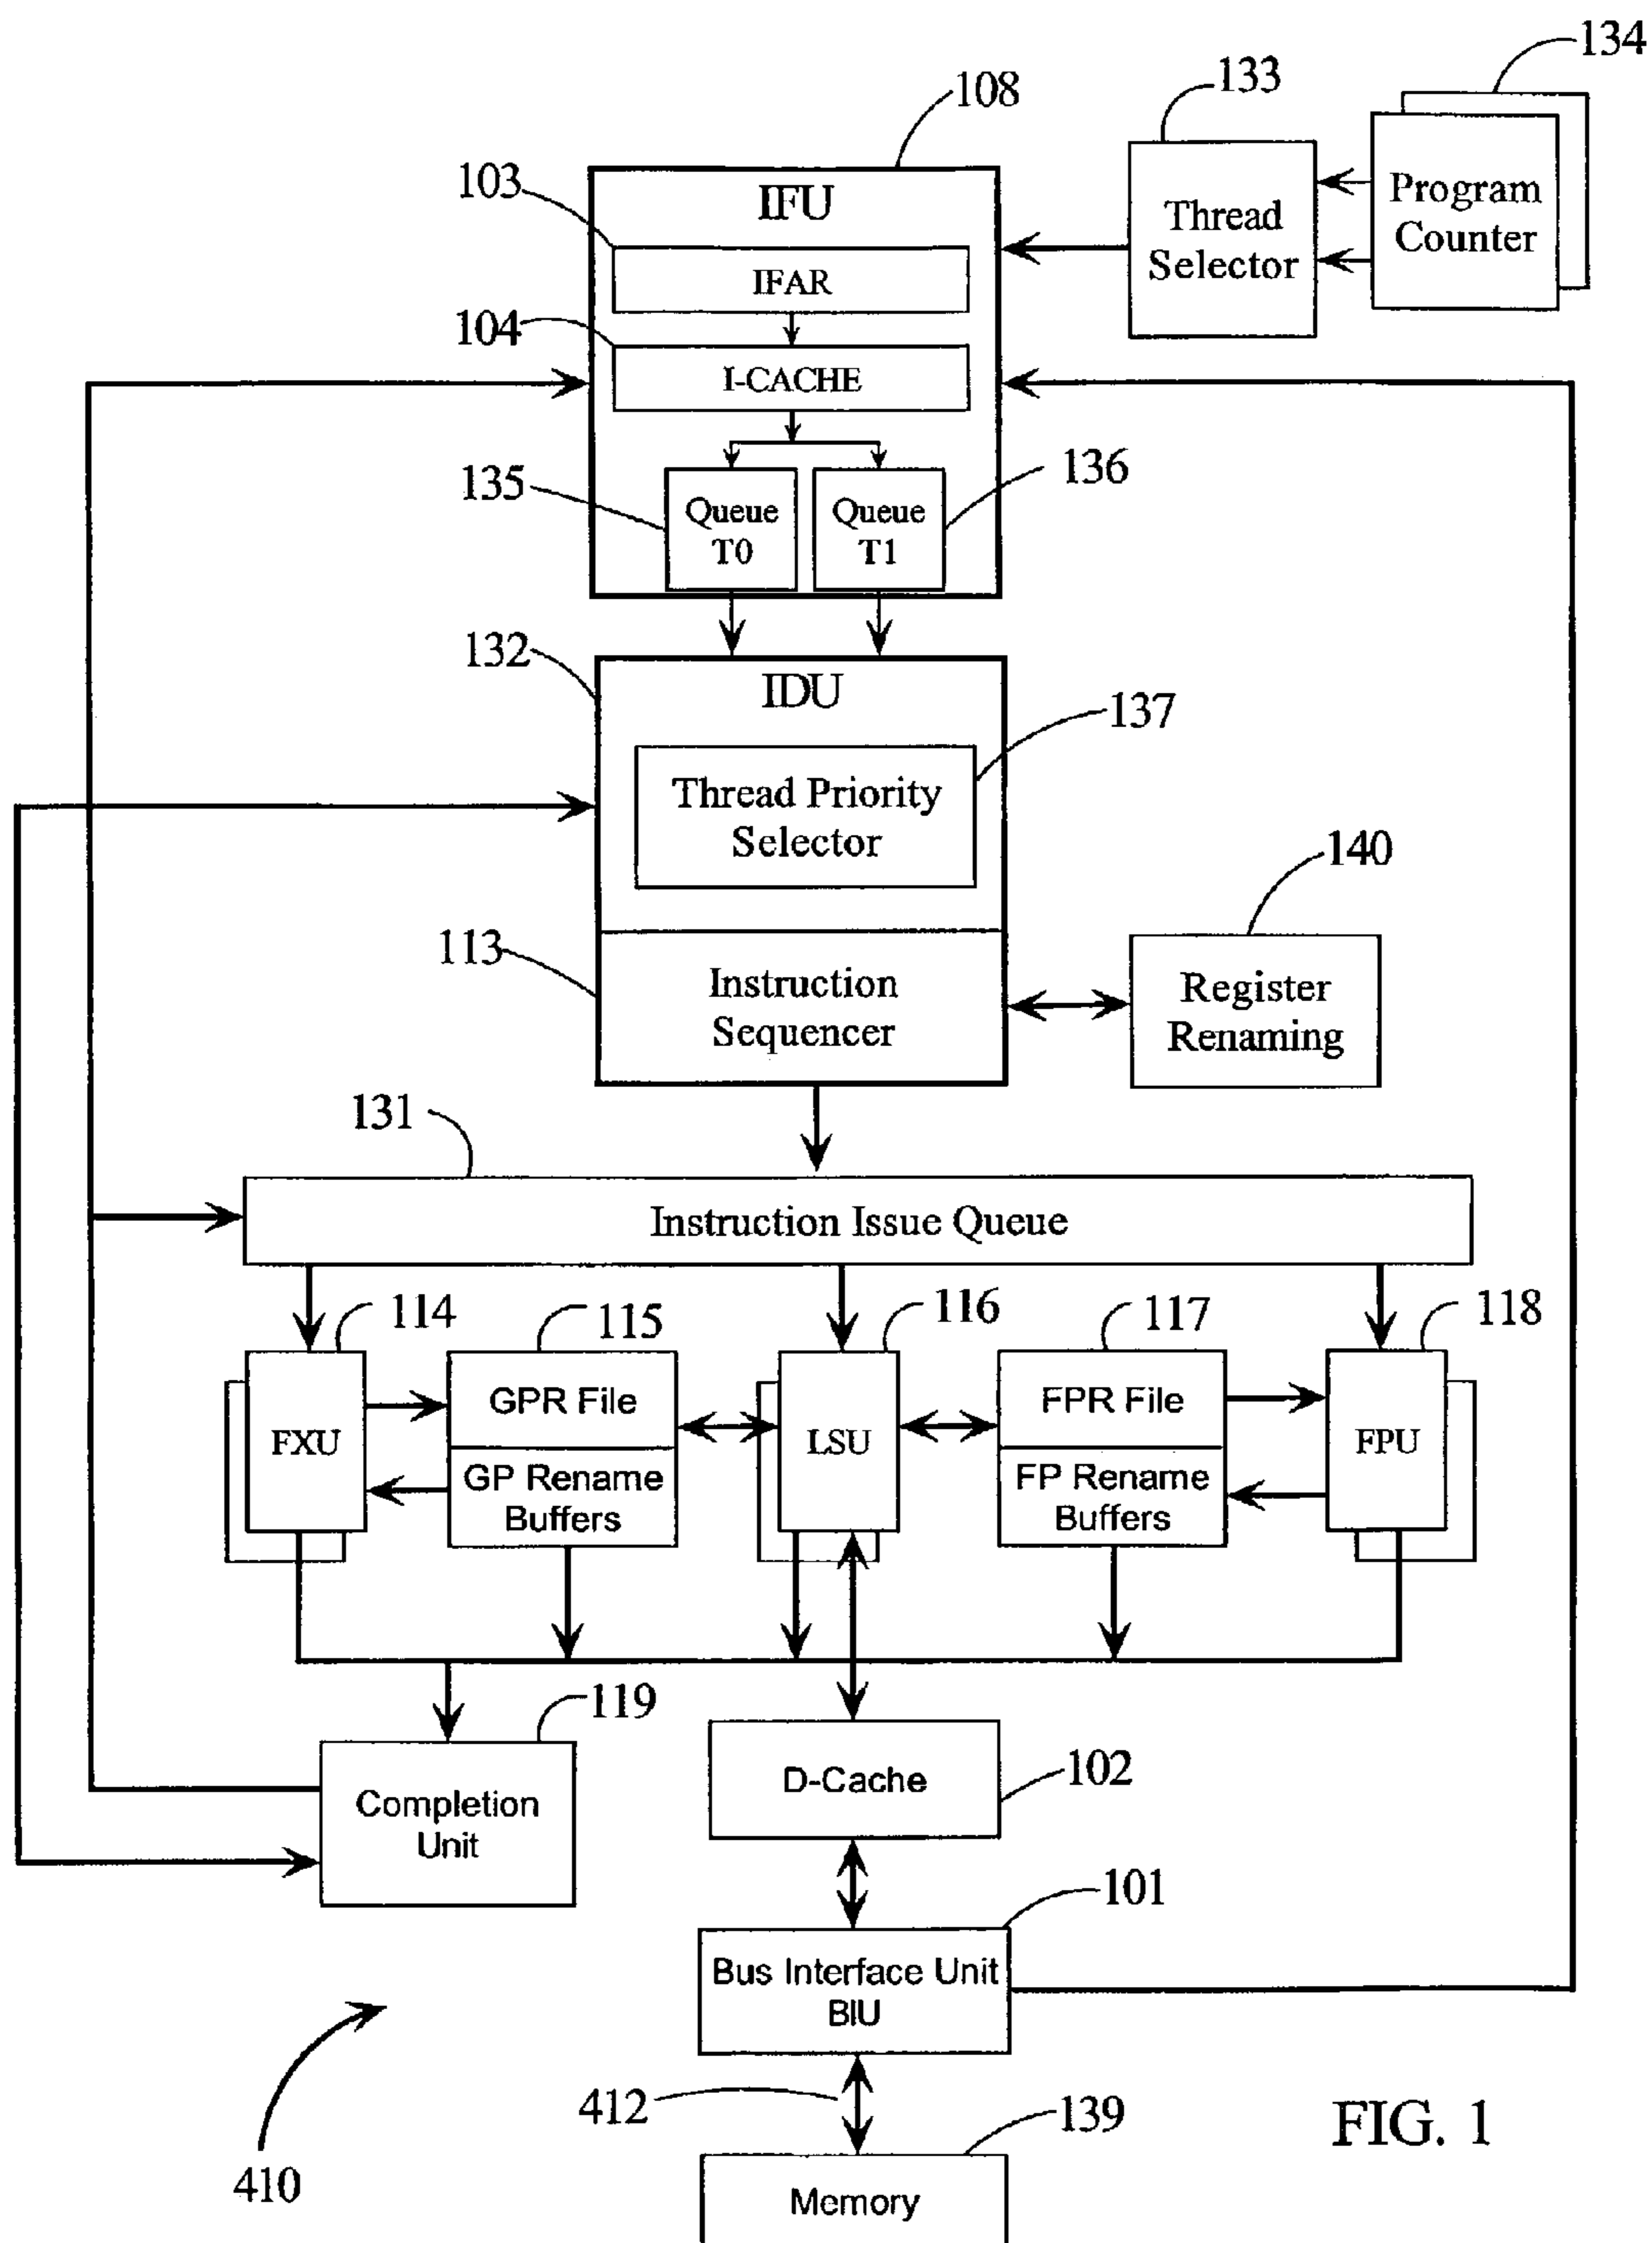 134
133
108
103
IFU
Program
Counter
Thread
Selector
IFAR
104
I-CACHE
135
136
Queue
T0
Queue
T1
132
IDU
137
Thread Priority
Selector
140
113
Instruction
Sequencer
Register
Renaming
131
Instruction Issue Queue
114
115
116
117
118
FXU
GPR File
GP Rename
Buffers
LSU
FPR File
FP Rename
Buffers
FPU
119
Completion
Unit
D-Cache
102
101
Bus Interface Unit
BIU
412
139
FIG. 1
410
Memory